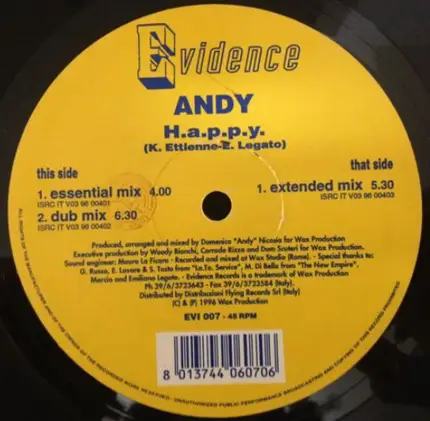 Evidence
ANDY
H.a.p.p.y.
(K. Ettienne-E. Legato)
this side
that side
1. essential mix 4.00
ISRC IT V03 96 00401
2. dub mix 6.30
ISRC IT V03 96 00402
1. extended mix 5.30
ISRC IT V03 96 00403
Produced, arranged and mixed by Domenico "Andy" Nicosia for Wax Production
Executive production by Woody Bianchi, Corrado Rizza and Dom Scuteri for Wax Production.
Sound engineer: Mauro La Ficara - Recorded and mixed at Wax Studio (Rome). - Special thanks to:
G. Russo, E. Lavore & S. Tosto from "La.To. Service", M. Di Bella from "The New Empire",
Marcio and Emiliano Legato. - Evidence Records is a trademark of Wax Production
Ph 39/6/3723643 - Fax 39/6/3723584 (Italy).
Distributed by Distribuzioni Flying Records Srl (Italy)
(C) & (P) 1996 Wax Production
EVI 007 - 45 RPM
8 013744 060706